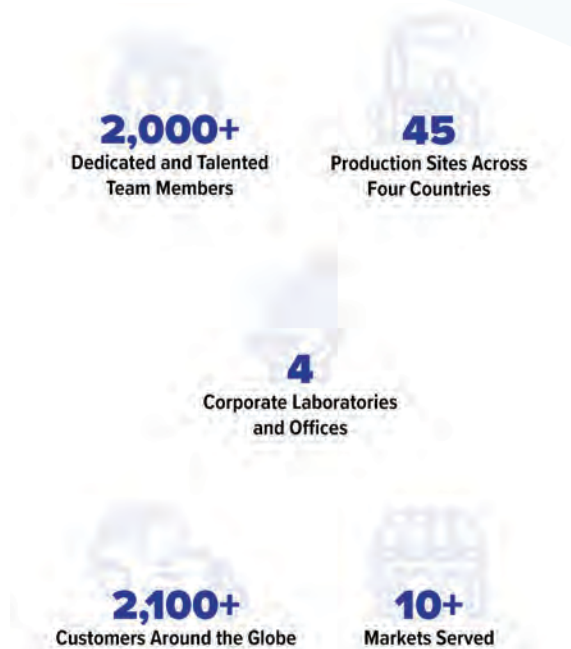 2,000+
Dedicated and Talented
Team Members
45
Production Sites Across
Four Countries
4
Corporate Laboratories
and Offices
2,100+
Customers Around the Globe
10+
Markets Served